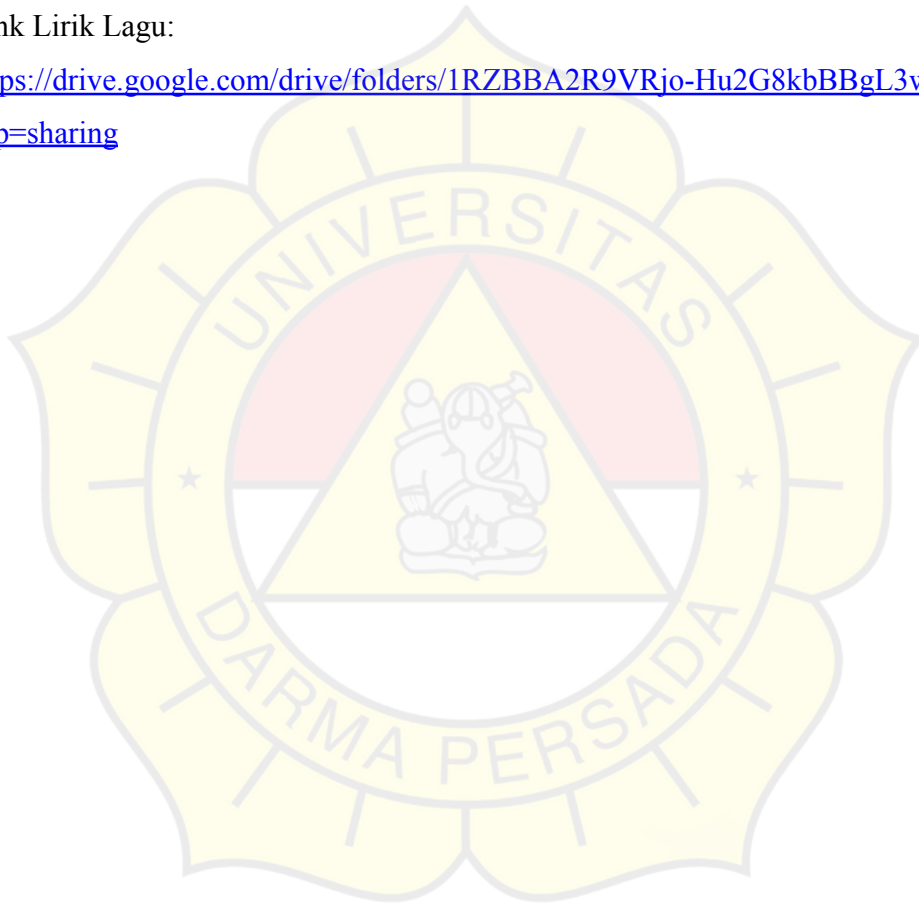 nk Lirik Lagu:
ps://drive.google.com/drive/folders/1RZBBA2R9VRjo-Hu2G8kbBBgL3v
p=sharing
UNIVERSITAS
DARMA PERSADA